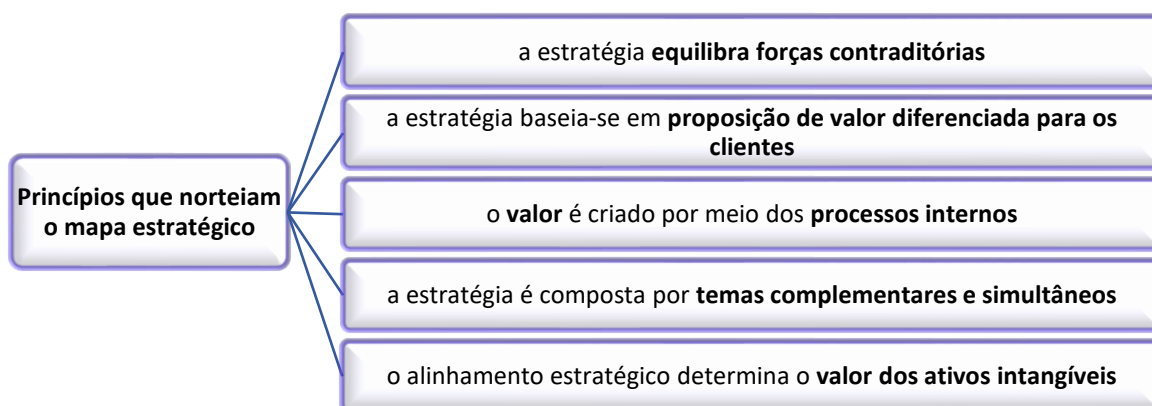 a estratégia equilibra forças contraditórias
a estratégia baseia-se em proposição de valor diferenciada para os
clientes
Princípios que norteiam
o mapa estratégico
o valor é criado por meio dos processos internos
a estratégia é composta por temas complementares e simultâneos
o alinhamento estratégico determina o valor dos ativos intangíveis